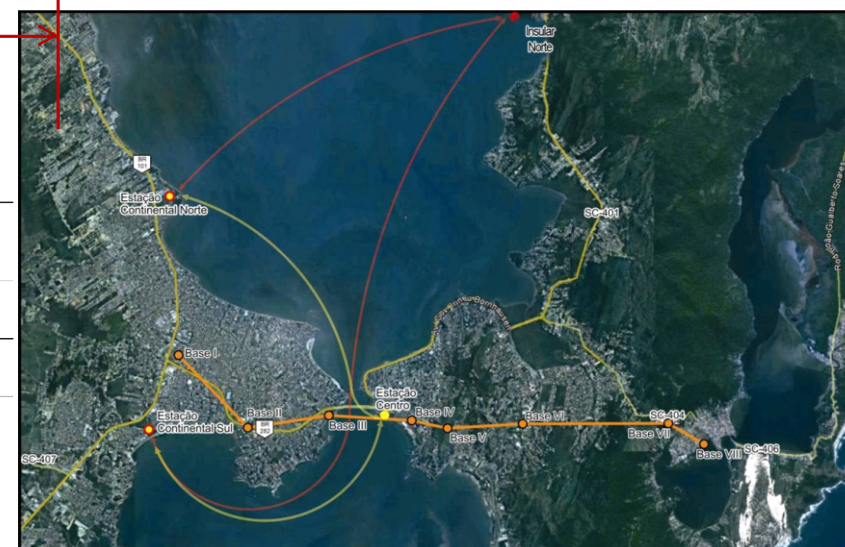 Insular
Norte
BR
101
Estação
Continental Norte
SC-401
Base I
Estação
Centro
Base II
BR
282
Base III
Base IV
Base V
Base VI
SC-404
Base VII
Base VIII
SC-406
Estação
Continental Sul
SC-407